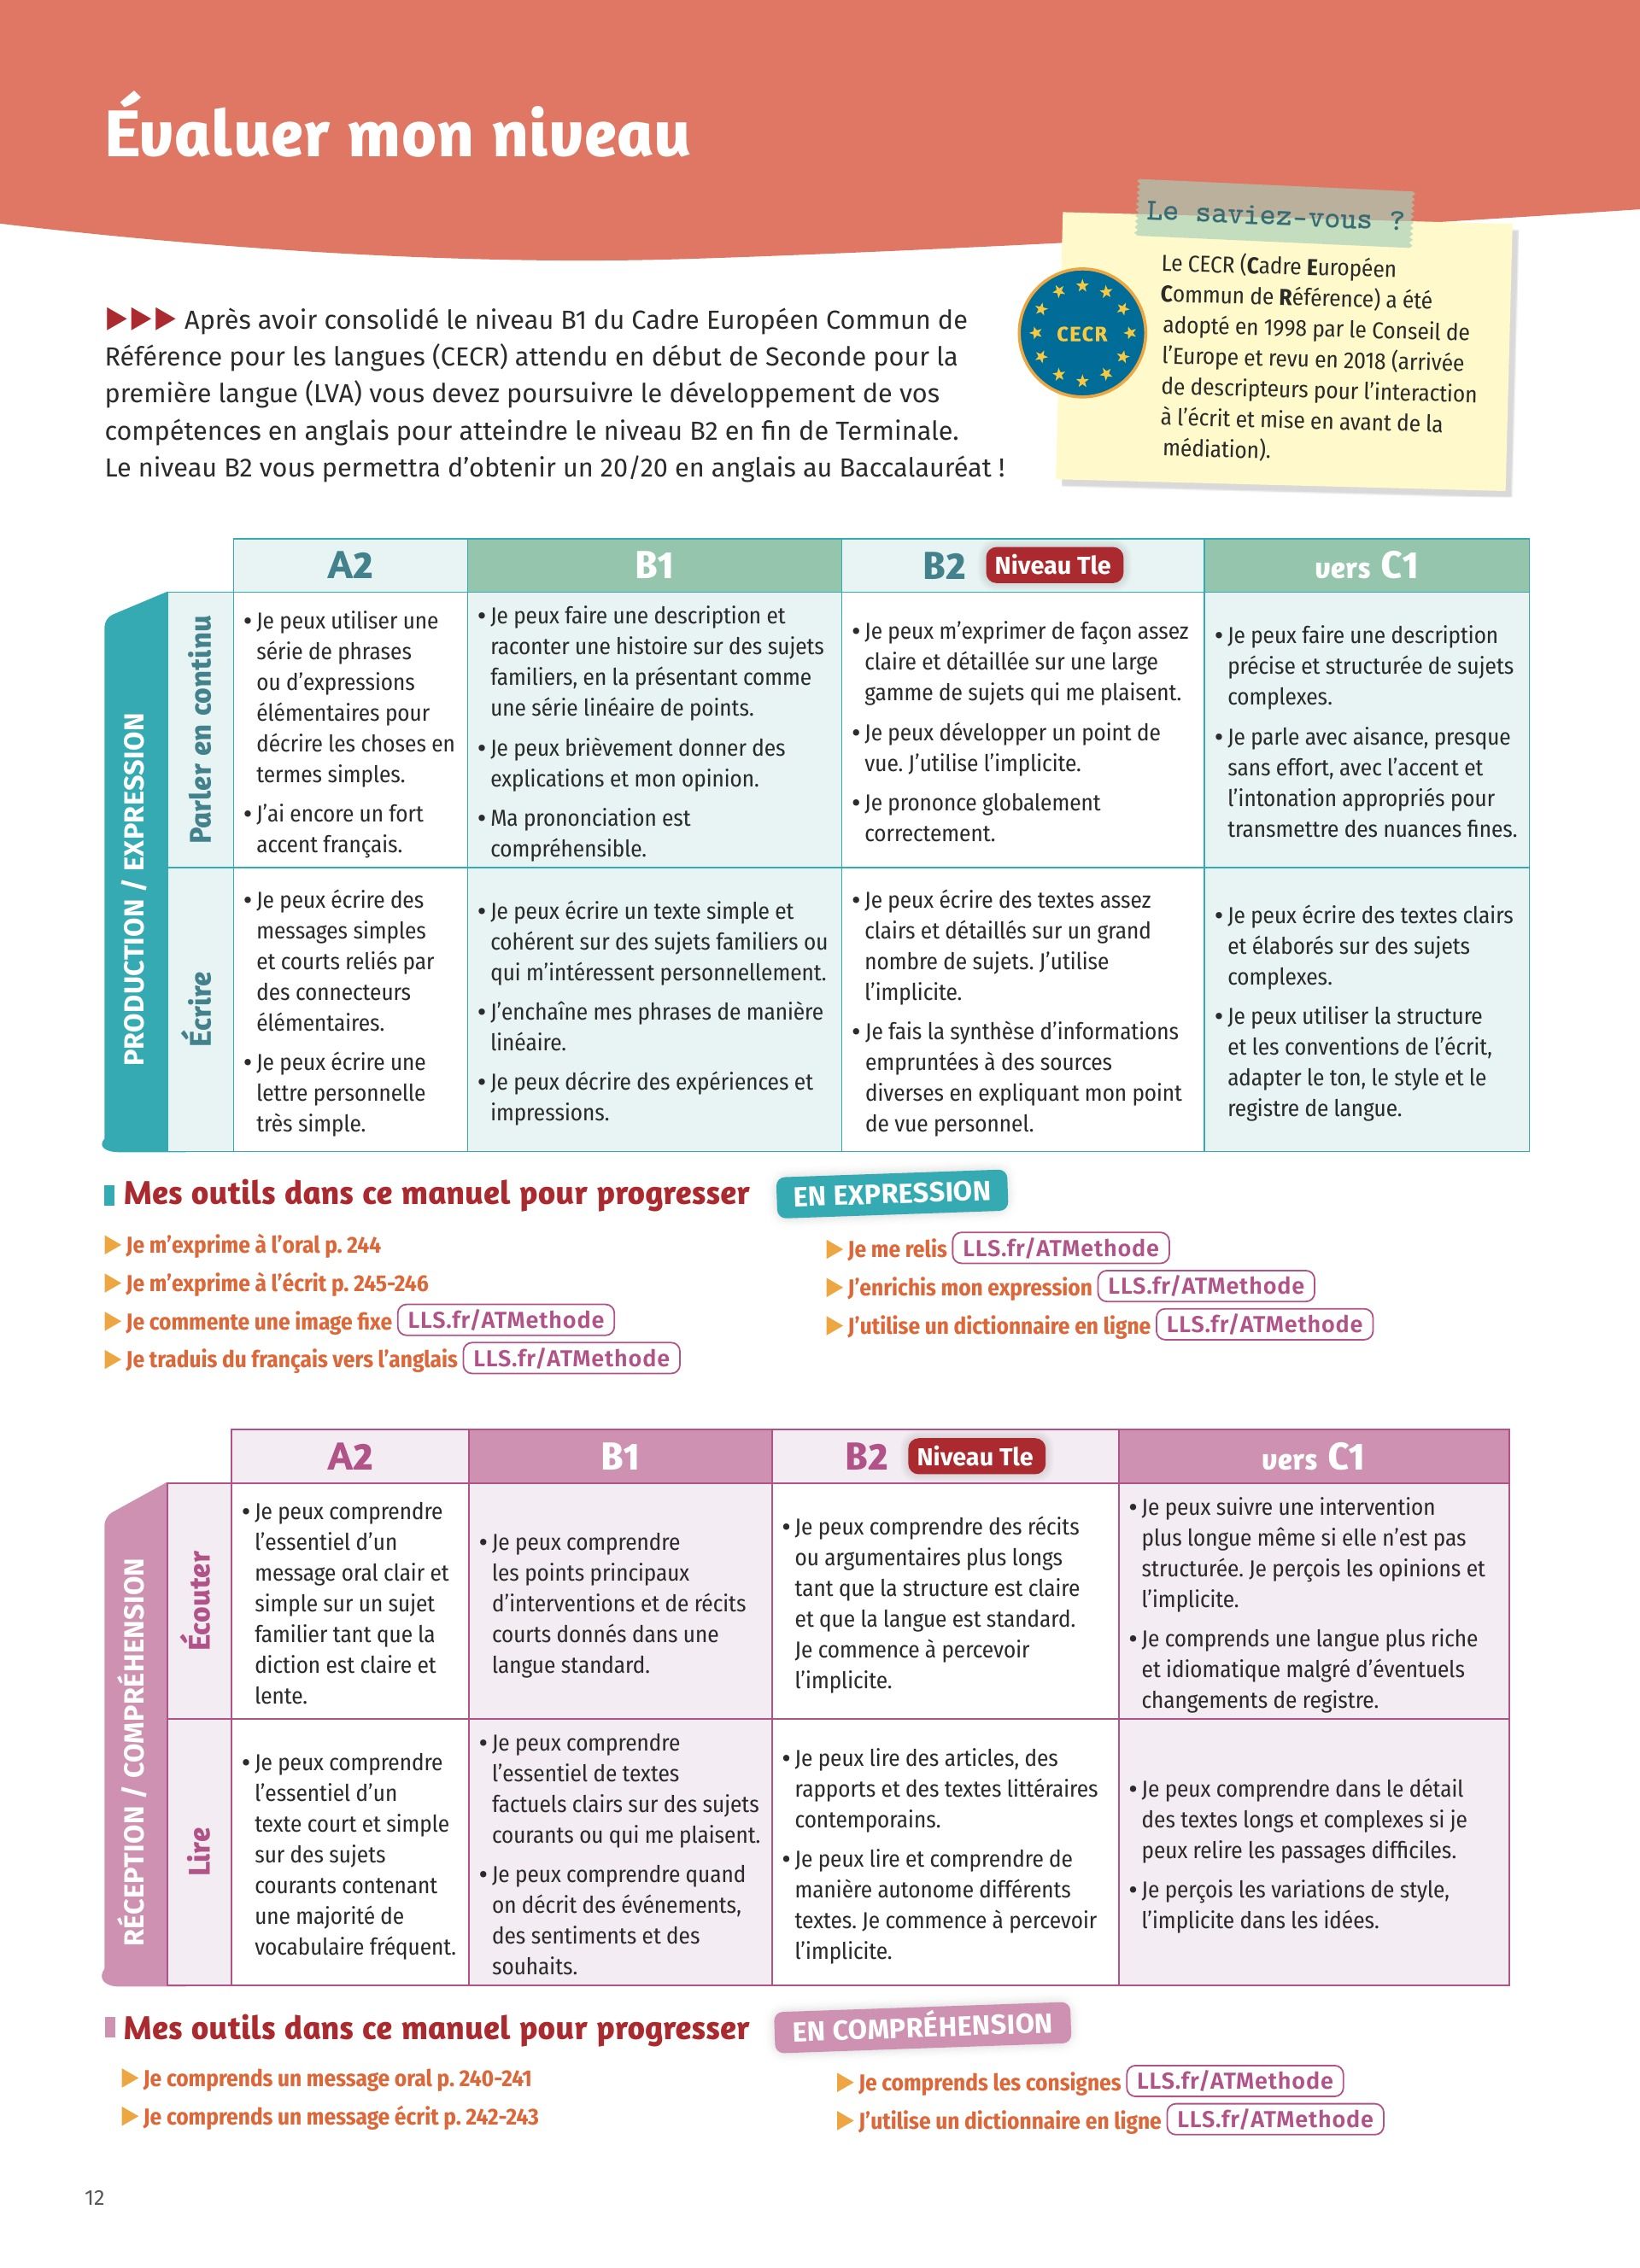 Évaluer mon niveau
Le saviez-vous ?
CECR
Le CECR (Cadre Européen
Commun de Référence) a été
adopté en 1998 par le Conseil de
l'Europe et revu en 2018 (arrivée
de descripteurs pour l'interaction
à l'écrit et mise en avant de la
médiation).
▶▶▶ Après avoir consolidé le niveau B1 du Cadre Européen Commun de
Référence pour les langues (CECR) attendu en début de Seconde pour la
première langue (LVA) vous devez poursuivre le développement de vos
compétences en anglais pour atteindre le niveau B2 en fin de Terminale.
Le niveau B2 vous permettra d'obtenir un 20/20 en anglais au Baccalauréat !
A2
B1
B2 Niveau Tle
vers C1
PRODUCTION / EXPRESSION
Parler en continu
• Je peux utiliser une
série de phrases
ou d'expressions
élémentaires pour
décrire les choses en
termes simples.
• J'ai encore un fort
accent français.
• Je peux faire une description et
raconter une histoire sur des sujets
familiers, en la présentant comme
une série linéaire de points.
• Je peux brièvement donner des
explications et mon opinion.
• Ma prononciation est
compréhensible.
• Je peux m'exprimer de façon assez
claire et détaillée sur une large
gamme de sujets qui me plaisent.
• Je peux développer un point de
vue. J'utilise l'implicite.
• Je prononce globalement
correctement.
• Je peux faire une description
précise et structurée de sujets
complexes.
• Je parle avec aisance, presque
sans effort, avec l'accent et
l'intonation appropriés pour
transmettre des nuances fines.
Écrire
• Je peux écrire des
messages simples
et courts reliés par
des connecteurs
élémentaires.
• Je peux écrire une
lettre personnelle
très simple.
• Je peux écrire un texte simple et
cohérent sur des sujets familiers ou
qui m'intéressent personnellement.
• J'enchaîne mes phrases de manière
linéaire.
• Je peux décrire des expériences et
impressions.
• Je peux écrire des textes assez
clairs et détaillés sur un grand
nombre de sujets. J'utilise
l'implicite.
• Je fais la synthèse d'informations
empruntées à des sources
diverses en expliquant mon point
de vue personnel.
• Je peux écrire des textes clairs
et élaborés sur des sujets
complexes.
• Je peux utiliser la structure
et les conventions de l'écrit,
adapter le ton, le style et le
registre de langue.
Mes outils dans ce manuel pour progresser EN EXPRESSION
▶ Je m'exprime à l'oral p. 244
▶ Je m'exprime à l'écrit p. 245-246
▶ Je commente une image fixe LLS.fr/ATMethode
▶ Je traduis du français vers l'anglais LLS.fr/ATMethode
▶ Je me relis LLS.fr/ATMethode
▶ J'enrichis mon expression LLS.fr/ATMethode
▶ J'utilise un dictionnaire en ligne LLS.fr/ATMethode
A2
B1
B2 Niveau Tle
vers C1
RÉCEPTION / COMPRÉHENSION
Écouter
• Je peux comprendre
l'essentiel d'un
message oral clair et
simple sur un sujet
familier tant que la
diction est claire et
lente.
• Je peux comprendre
les points principaux
d'interventions et de récits
courts donnés dans une
langue standard.
• Je peux comprendre des récits
ou argumentaires plus longs
tant que la structure est claire
et que la langue est standard.
Je commence à percevoir
l'implicite.
• Je peux suivre une intervention
plus longue même si elle n'est pas
structurée. Je perçois les opinions et
l'implicite.
• Je comprends une langue plus riche
et idiomatique malgré d'éventuels
changements de registre.
Lire
• Je peux comprendre
l'essentiel d'un
texte court et simple
sur des sujets
courants contenant
une majorité de
vocabulaire fréquent.
• Je peux comprendre
l'essentiel de textes
factuels clairs sur des sujets
courants ou qui me plaisent.
• Je peux comprendre quand
on décrit des événements,
des sentiments et des
souhaits.
• Je peux lire des articles, des
rapports et des textes littéraires
contemporains.
• Je peux lire et comprendre de
manière autonome différents
textes. Je commence à percevoir
l'implicite.
• Je peux comprendre dans le détail
des textes longs et complexes si je
peux relire les passages difficiles.
• Je perçois les variations de style,
l'implicite dans les idées.
Mes outils dans ce manuel pour progresser EN COMPRÉHENSION
▶ Je comprends un message oral p. 240-241
▶ Je comprends un message écrit p. 242-243
▶ Je comprends les consignes LLS.fr/ATMethode
▶ J'utilise un dictionnaire en ligne LLS.fr/ATMethode
12